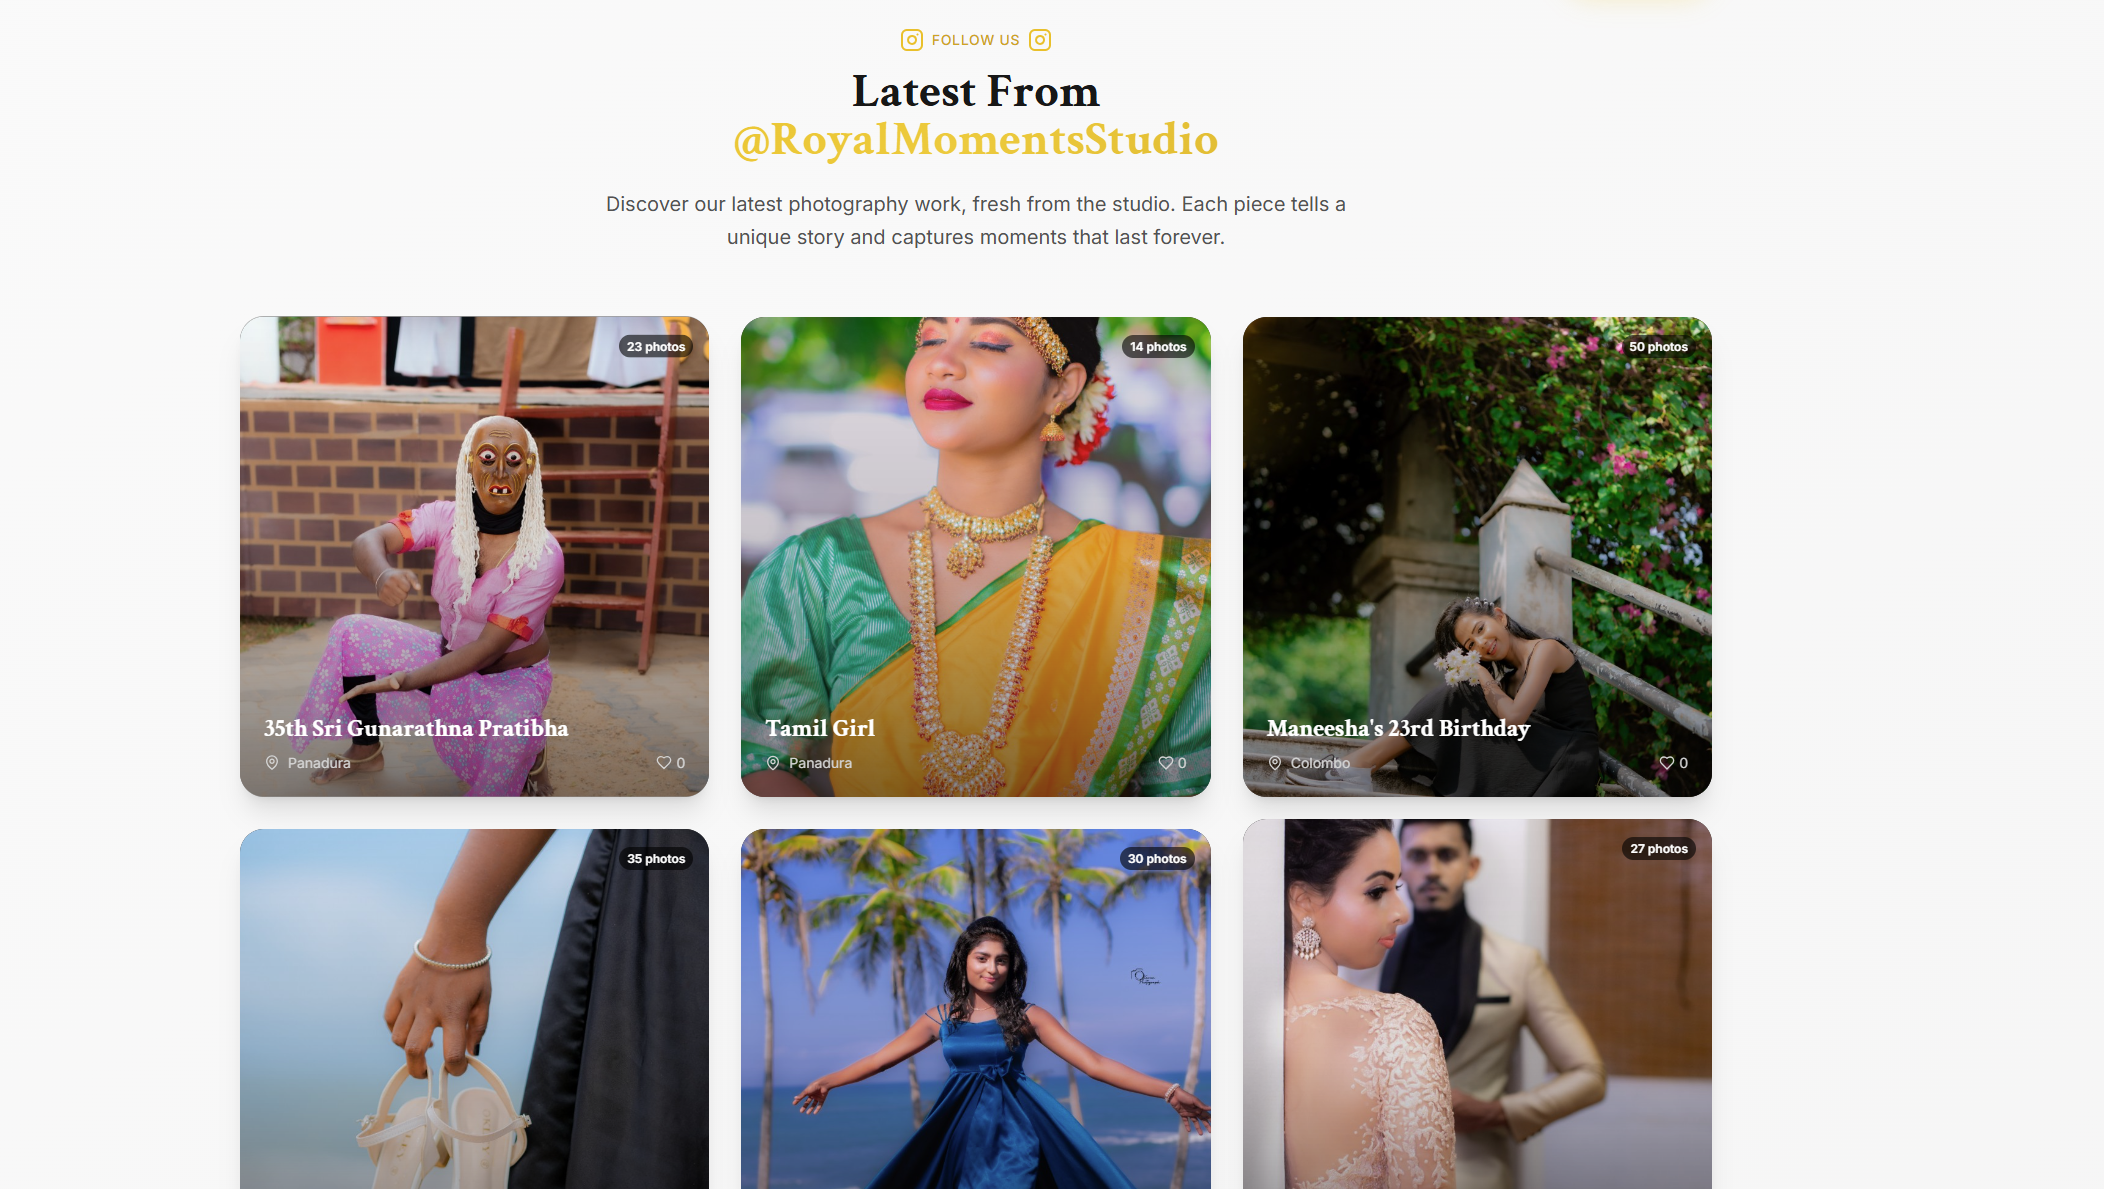 FOLLOW US
Latest From
@RoyalMomentsStudio
Discover our latest photography work, fresh from the studio. Each piece tells a
unique story and captures moments that last forever.
23 photos
35th Sri Gunarathna Pratibha
Panadura
0
14 photos
Tamil Girl
Panadura
0
50 photos
Maneesha's 23rd Birthday
Colombo
0
35 photos
30 photos
27 photos